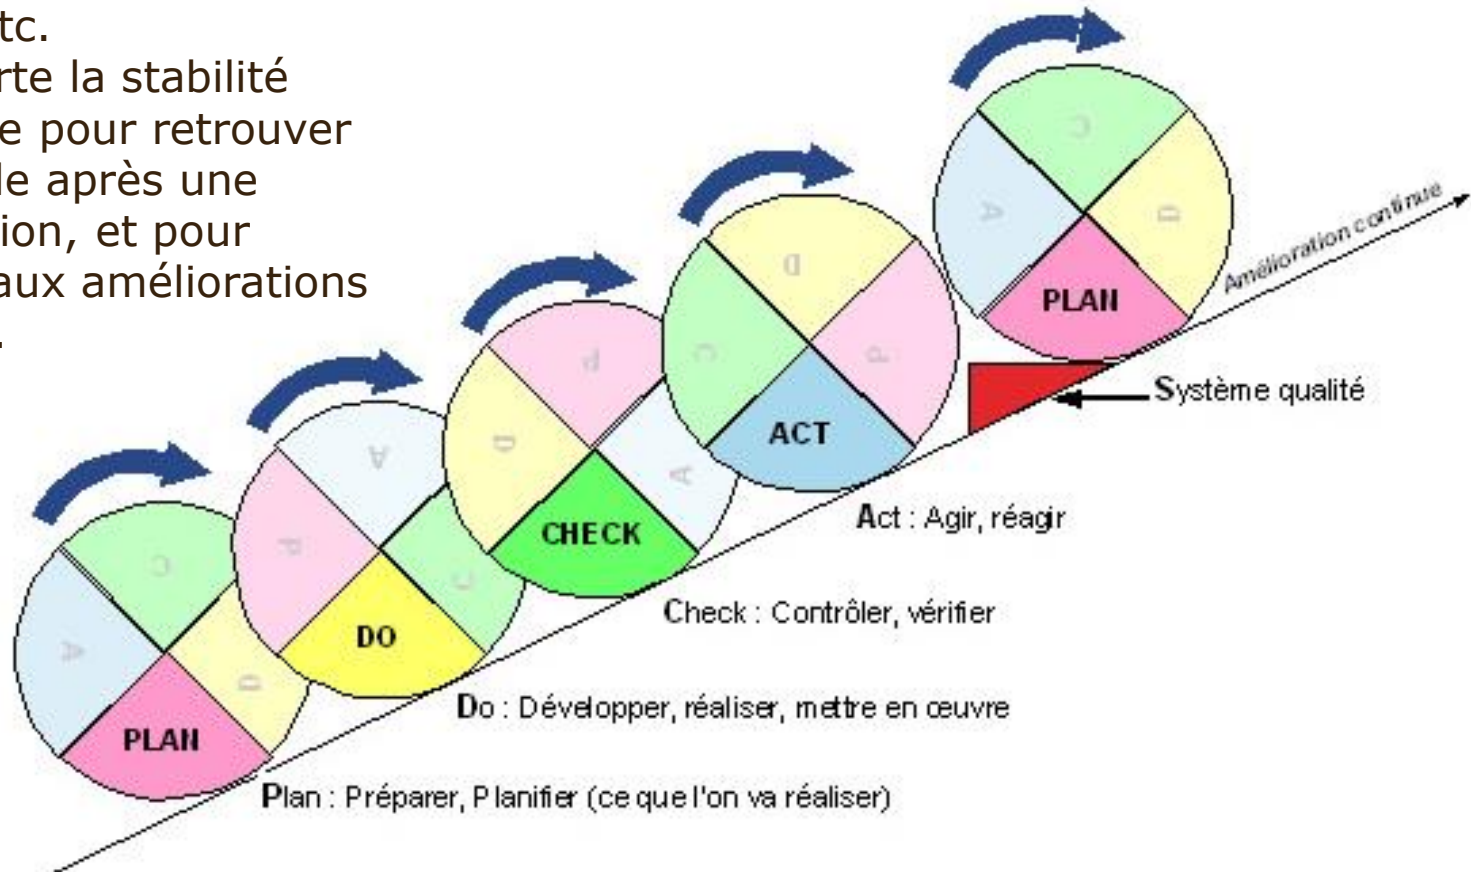 tc.
rte la stabilité
e pour retrouver
le après une
ion, et pour
aux améliorations
.
C
A
D
PLAN
D
C
P
ACT
P
D
A
CHECK
A
P
C
DO
C
A
D
PLAN
Amélioration continue
Système qualité
Act : Agir, réagir
Check : Contrôler, vérifier
Do : Développer, réaliser, mettre en œuvre
Plan : Préparer, Planifier (ce que l'on va réaliser)